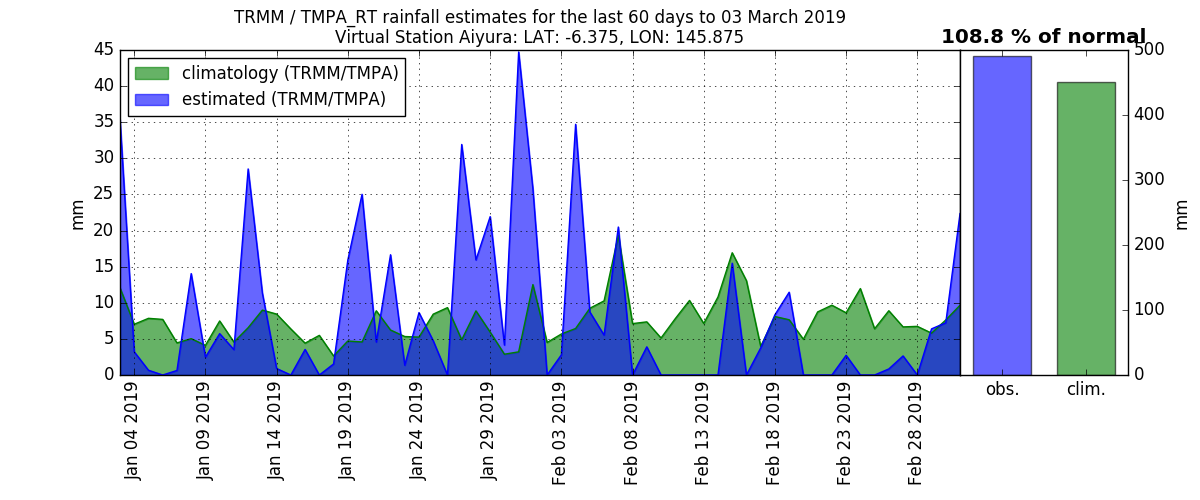 TRMM / TMPA_RT rainfall estimates for the last 60 days to 03 March 2019
Virtual Station Aiyura: LAT: -6.375, LON: 145.875
108.8 % of normal
climatology (TRMM/TMPA)
estimated (TRMM/TMPA)
45
40
35
30
25
20
15
10
5
0
mm
Jan 04 2019
Jan 09 2019
Jan 14 2019
Jan 19 2019
Jan 24 2019
Jan 29 2019
Feb 03 2019
Feb 08 2019
Feb 13 2019
Feb 18 2019
Feb 23 2019
Feb 28 2019
500
400
300
200
100
0
mm
obs.
clim.